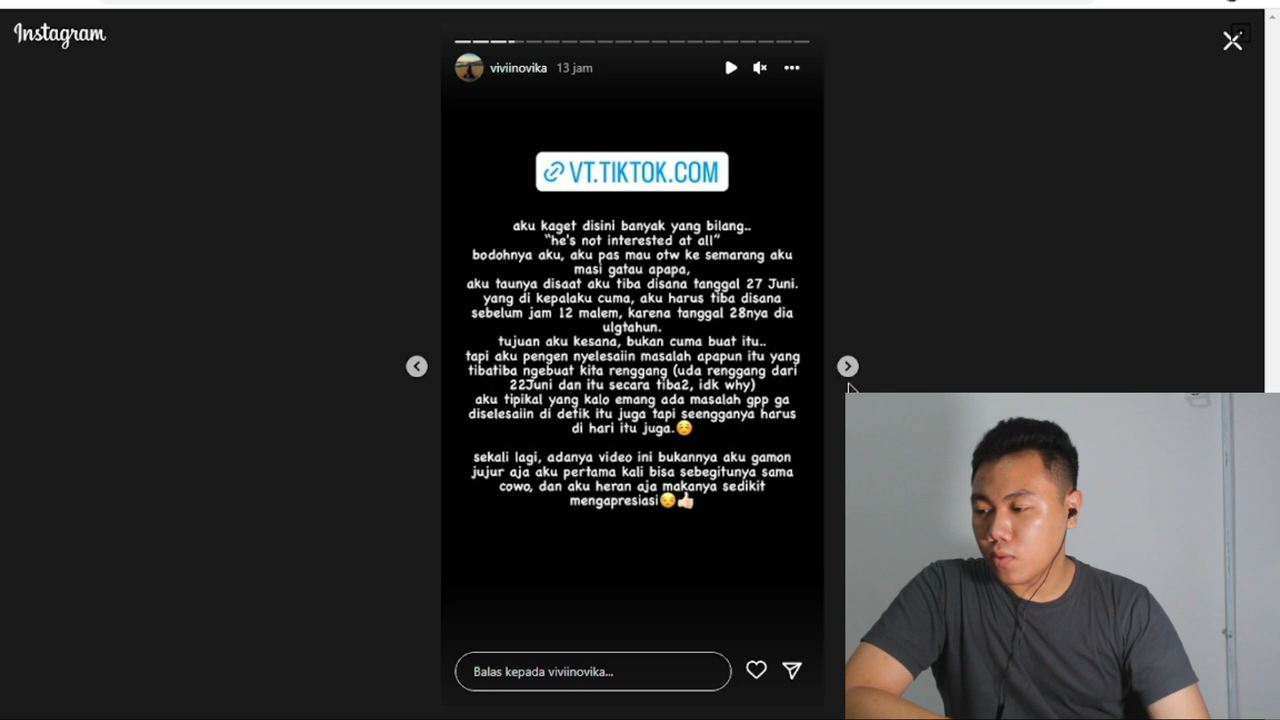 Instagram
viviinovika 13 jam
VT.TIKTOK.COM
aku kaget disini banyak yang bilang..
"he's not interested at all"
bodohnya aku, aku pas mau otw ke semarang aku
masi gatau apapa,
aku taunya disaat aku tiba disana tanggal 27 Juni.
yang di kepalaku cuma, aku harus tiba disana
sebelum jam 12 malem, karena tanggal 28nya dia
ulgtahun.
tujuan aku kesana, bukan cuma buat itu..
tapi aku pengen nyelesaiin masalah apapun itu yang
tibatiba ngebuat kita renggang (uda renggang dari
22Juni dan itu secara tiba2, idk why)
aku tipikal yang kalo emang ada masalah gpp ga
diselesaiin di detik itu juga tapi seengganya harus
di hari itu juga.☺️
sekali lagi, adanya video ini bukannya aku gamon
jujur aja aku pertama kali bisa sebegitunya sama
cowo, dan aku heran aja makanya sedikit
mengapresiasi😌👍🏻
Balas kepada viviinovika...